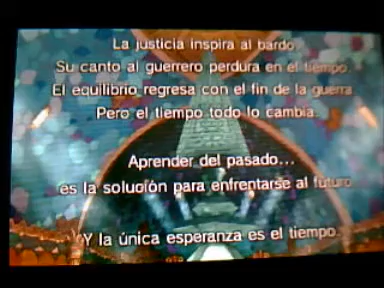 La justicia inspira al bardo.
Su canto al guerrero perdura en el tiempo.
El equilibrio regresa con el fin de la guerra.
Pero el tiempo todo lo cambia.
Aprender del pasado...
es la solución para enfrentarse al futuro.
Y la única esperanza es el tiempo.